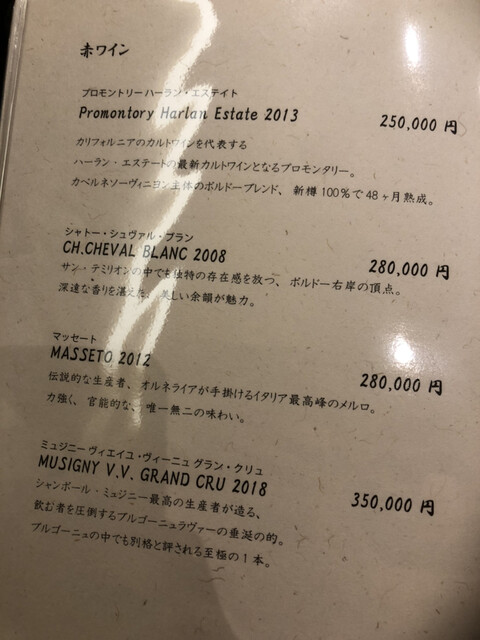 赤ワイン
プロモントリー ハーラン・エステイト
Promontory Harlan Estate 2013
250,000 円
カリフォルニアのカルトワインを代表する
ハーラン・エステートの最新カルトワインとなるプロモンタリー。
カベルネソーヴィニヨン主体のボルドーブレンド、新樽100%で48ヶ月熟成。
シャトー・シュヴァル・ブラン
CH.CHEVAL BLANC 2008
280,000 円
サン・テミリオンの中でも独特の存在感を放つ、ボルドー右岸の頂点。
深遠な香りを湛えた、美しい余韻が魅力。
マッセート
MASSETO 2012
280,000 円
伝説的な生産者、オルネライアが手掛けるイタリア最高峰のメルロ。
力強く、官能的な、唯一無二の味わい。
ミュジニー ヴィエイユ・ヴィーニュ グラン・クリュ
MUSIGNY V.V. GRAND CRU 2018
350,000 円
シャンボール・ミュジニー最高の生産者が造る、
飲む者を圧倒するブルゴーニュラヴァーの垂涎の的。
ブルゴーニュの中でも別格と評される至極の1本。